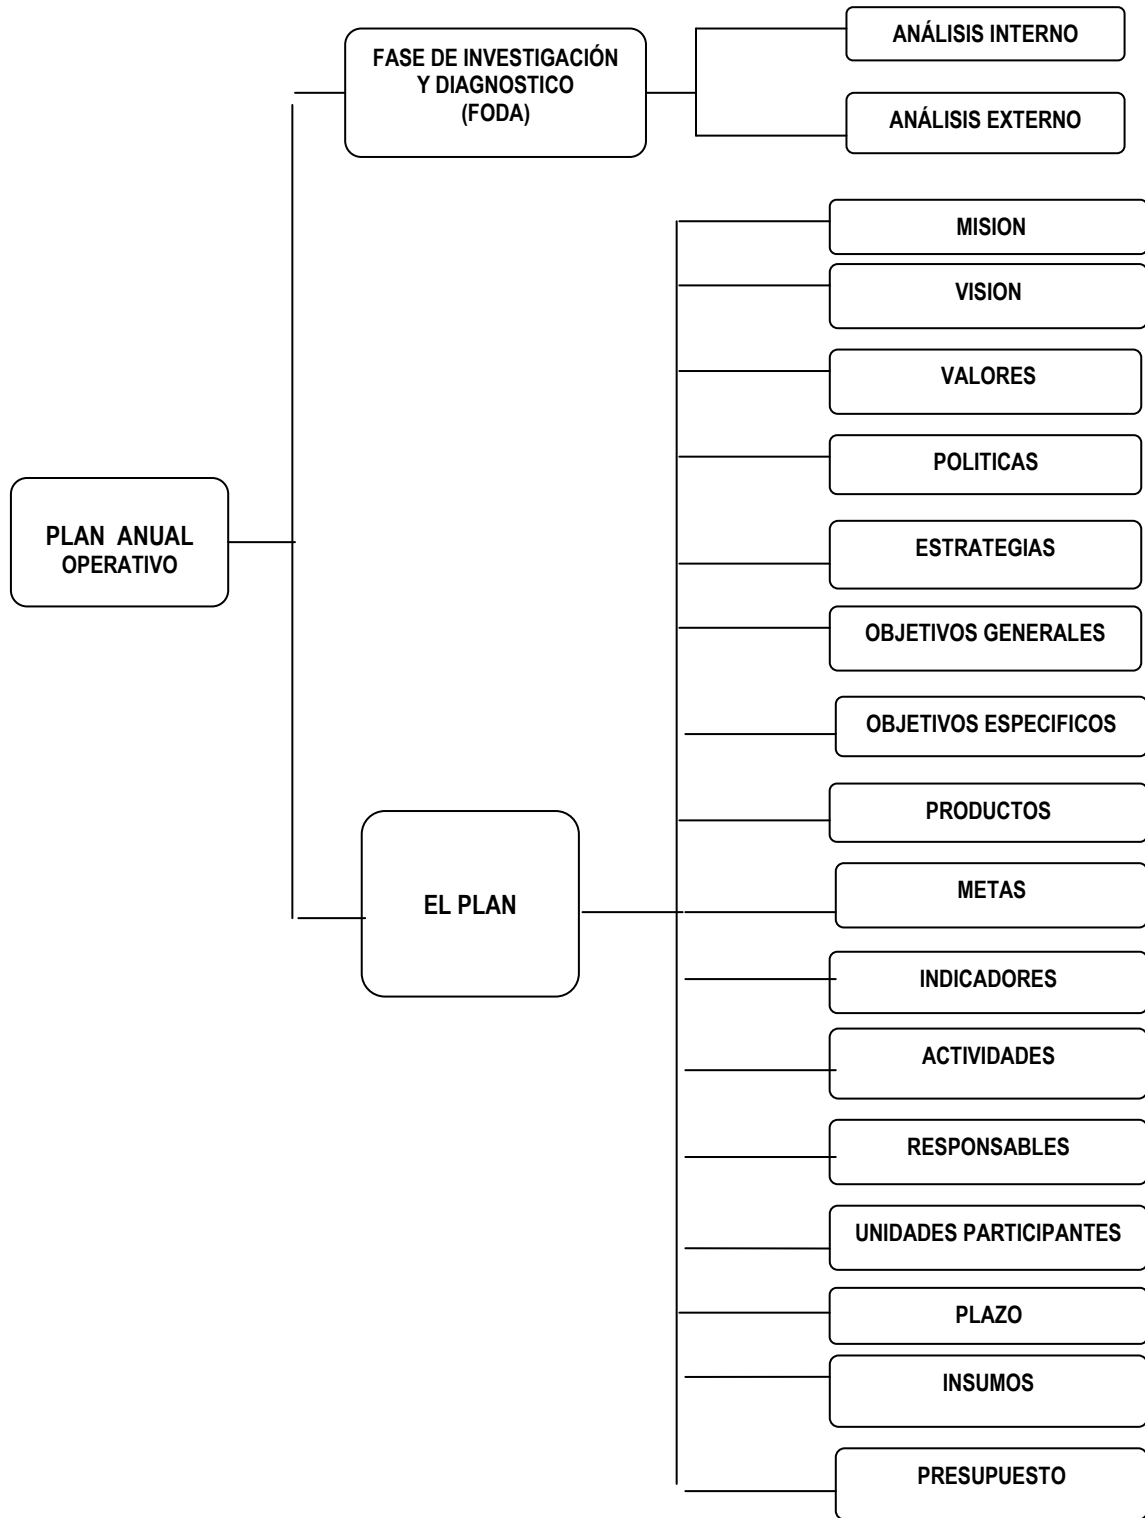 FASE DE INVESTIGACIÓN
Y DIAGNOSTICO
(FODA)
ANÁLISIS INTERNO
ANÁLISIS EXTERNO
PLAN ANUAL
OPERATIVO
EL PLAN
MISION
VISION
VALORES
POLITICAS
ESTRATEGIAS
OBJETIVOS GENERALES
OBJETIVOS ESPECIFICOS
PRODUCTOS
METAS
INDICADORES
ACTIVIDADES
RESPONSABLES
UNIDADES PARTICIPANTES
PLAZO
INSUMOS
PRESUPUESTO